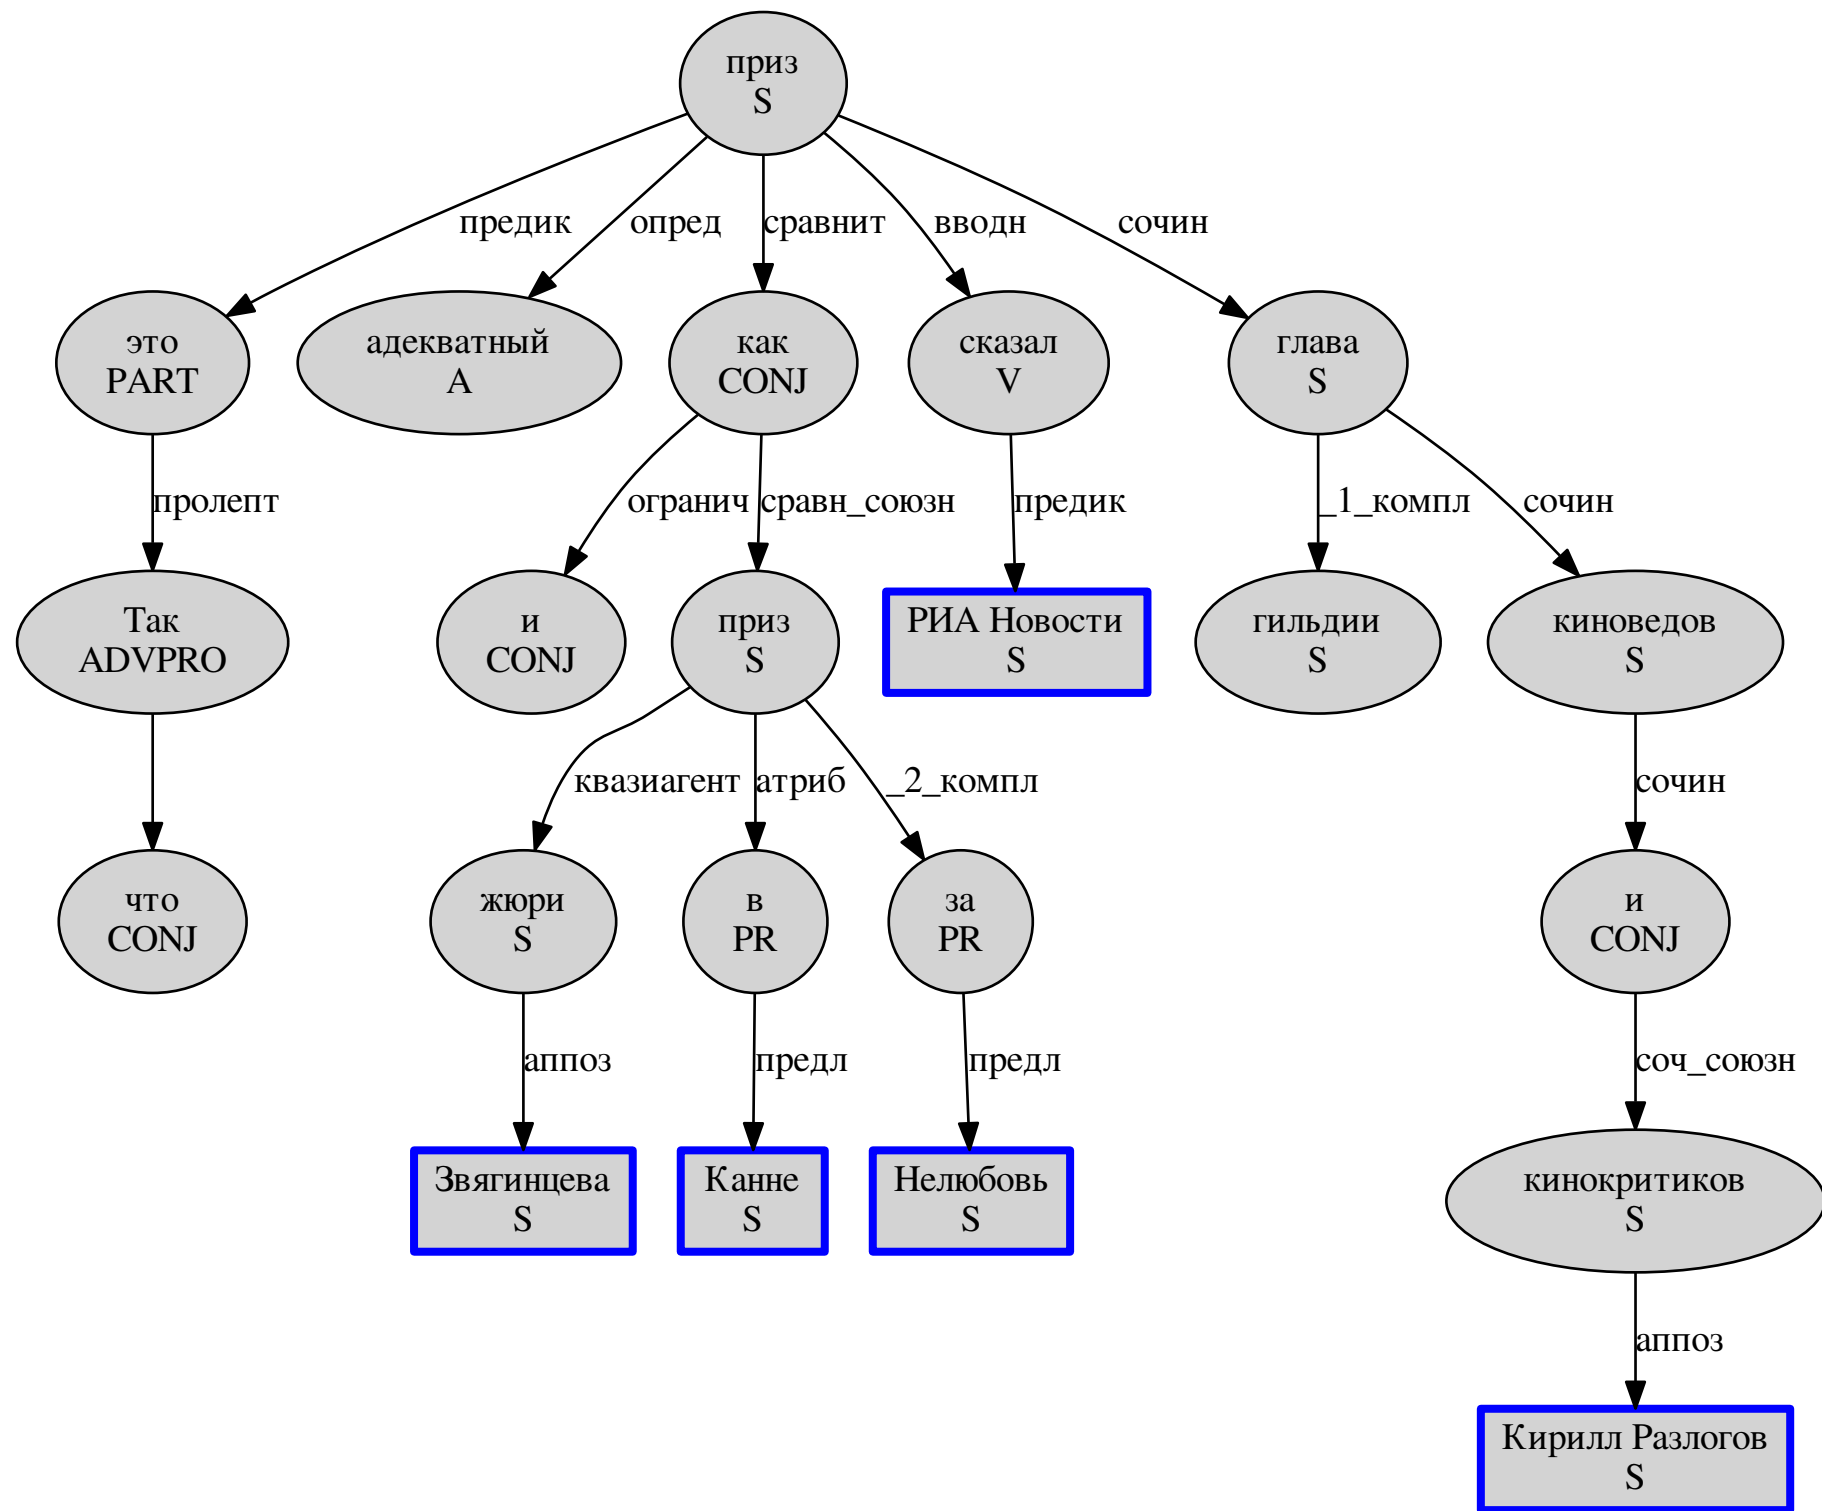 приз
S
предик
опред
сравнит
вводн
сочин
это
PART
адекватный
A
как
CONJ
сказал
V
глава
S
пролепт
огранич
сравн_союзн
предик
_1_компл
сочин
Так
ADVPRO
и
CONJ
приз
S
РИА Новости
S
гильдии
S
киноведов
S
квазиагент
атриб
_2_компл
сочин
что
CONJ
жюри
S
в
PR
за
PR
и
CONJ
аппоз
предл
предл
соч_союзн
Звягинцева
S
Канне
S
Нелюбовь
S
кинокритиков
S
аппоз
Кирилл Разлогов
S